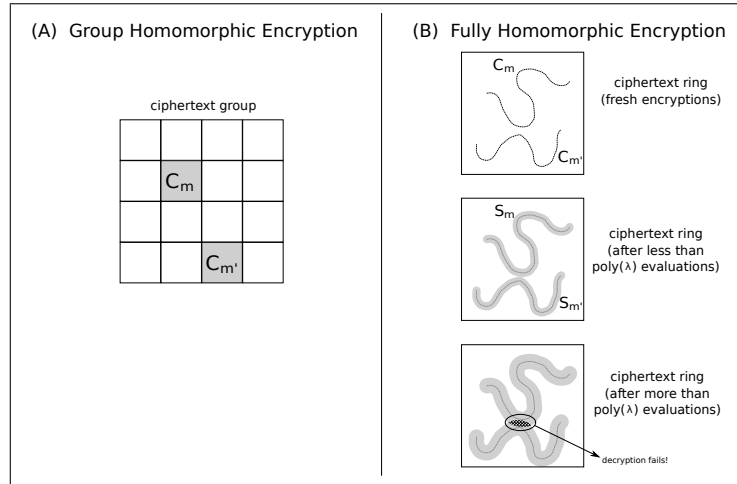 (A) Group Homomorphic Encryption
ciphertext group
Cm
Cm'
(B) Fully Homomorphic Encryption
Cm
Cm'
ciphertext ring
(fresh encryptions)
Sm
Sm'
ciphertext ring
(after less than
poly(λ) evaluations)
ciphertext ring
(after more than
poly(λ) evaluations)
decryption fails!